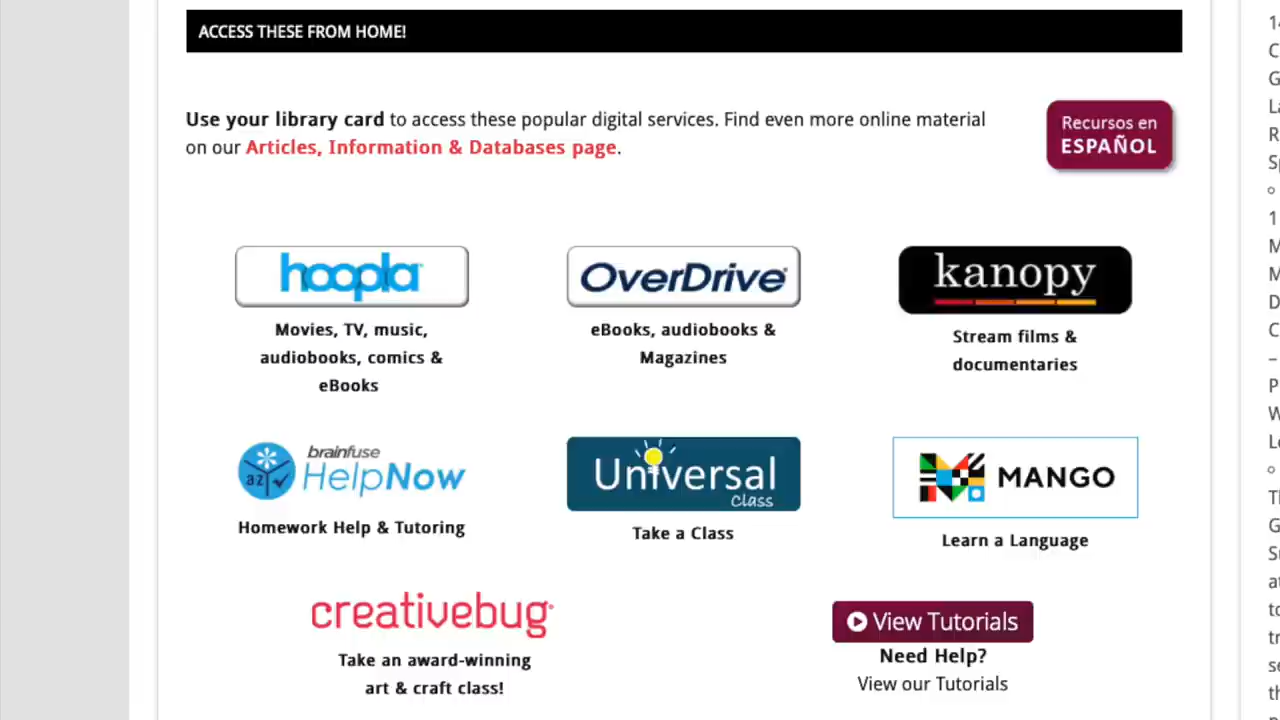 ACCESS THESE FROM HOME!
Use your library card to access these popular digital services. Find even more online material
on our Articles, Information & Databases page.
Recursos en
ESPAÑOL
hoopla
OverDrive®
kanopy
Movies, TV, music,
audiobooks, comics &
eBooks
eBooks, audiobooks &
Magazines
Stream films &
documentaries
az
brainfuse
HelpNow
Universal
Class
MANGO
Homework Help & Tutoring
Take a Class
Learn a Language
creativebug
View Tutorials
Take an award-winning
art & craft class!
Need Help?
View our Tutorials